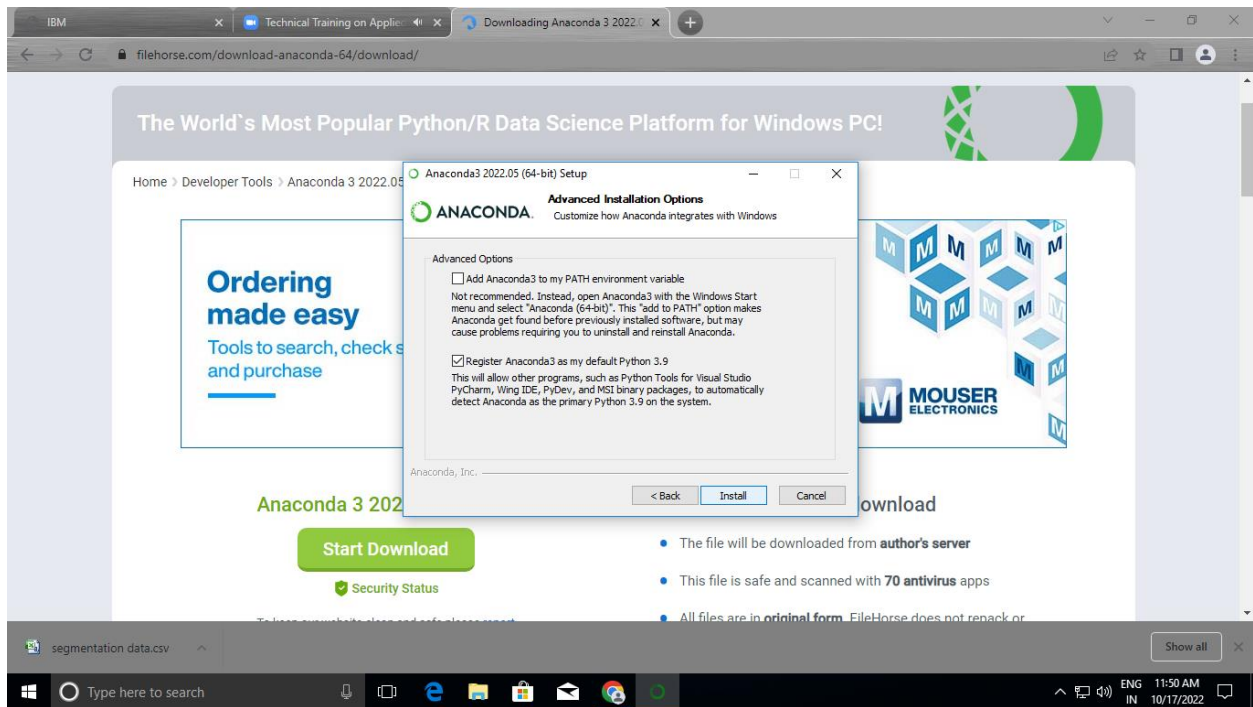 IBM
Technical Training on Applie
Downloading Anaconda 3 2022.0
filehorse.com/download-anaconda-64/download/
The World`s Most Popular Python/R Data Science Platform for Windows PC!
Home > Developer Tools > Anaconda 3 2022.05
Ordering
made easy
Tools to search, check s
and purchase
M M M M M M
M M M M
M M
M
M MOUSER
ELECTRONICS
Anaconda3 2022.05 (64-bit) Setup
ANACONDA.
Advanced Installation Options
Customize how Anaconda integrates with Windows
Advanced Options
Add Anaconda3 to my PATH environment variable
Not recommended. Instead, open Anaconda3 with the Windows Start
menu and select "Anaconda (64-bit)". This "add to PATH" option makes
Anaconda get found before previously installed software, but may
cause problems requiring you to uninstall and reinstall Anaconda.
Register Anaconda3 as my default Python 3.9
This will allow other programs, such as Python Tools for Visual Studio
PyCharm, Wing IDE, PyDev, and MSI binary packages, to automatically
detect Anaconda as the primary Python 3.9 on the system.
Anaconda, Inc.
< Back
Install
Cancel
Anaconda 3 202
Start Download
Security Status
ownload
The file will be downloaded from author's server
This file is safe and scanned with 70 antivirus apps
All files are in original form. FileHorse does not repack or
segmentation data.csv
Show all
Type here to search
ENG
IN
11:50 AM
10/17/2022